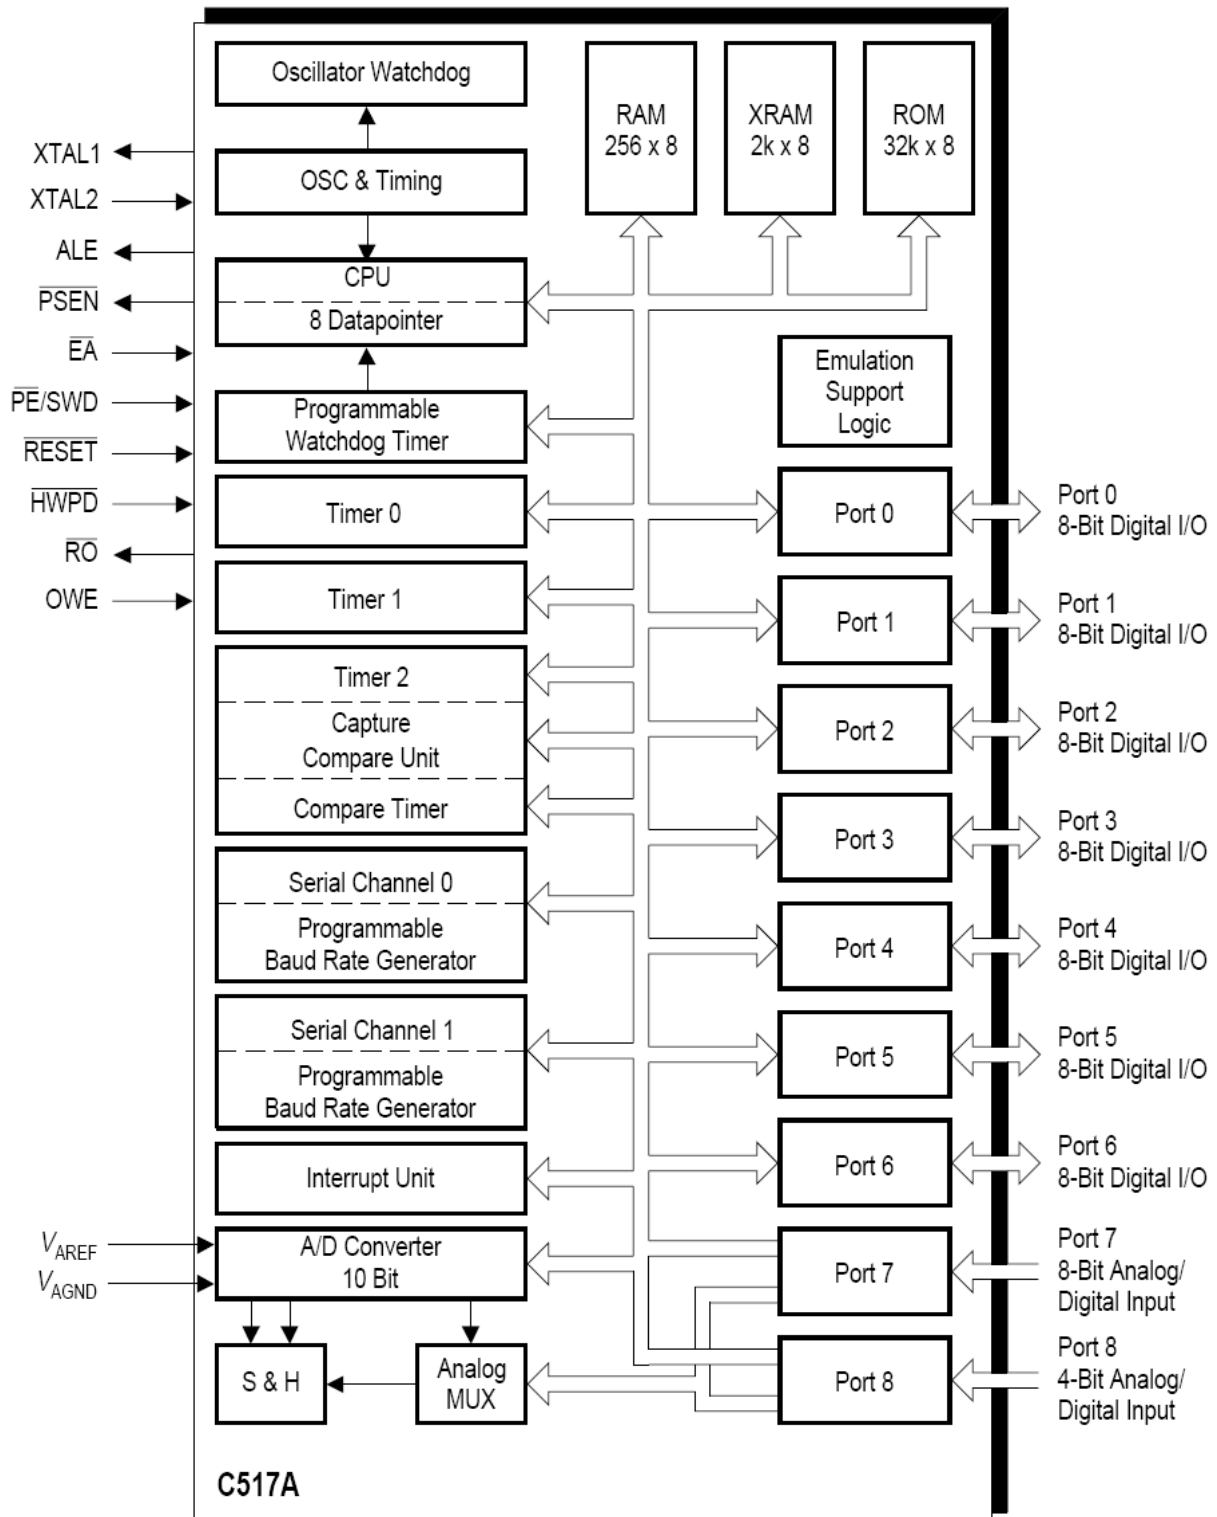 Oscillator Watchdog
OSC & Timing
CPU
8 Datapointer
Programmable
Watchdog Timer
Timer 0
Timer 1
Timer 2
Capture
Compare Unit
Compare Timer
Serial Channel 0
Programmable
Baud Rate Generator
Serial Channel 1
Programmable
Baud Rate Generator
Interrupt Unit
A/D Converter
10 Bit
S & H
Analog
MUX
C517A
XTAL1
XTAL2
ALE
PSEN
EA
PE/SWD
RESET
HWPD
RO
OWE
VAREF
VAGND
RAM
256 x 8
XRAM
2k x 8
ROM
32k x 8
Emulation
Support
Logic
Port 0
Port 1
Port 2
Port 3
Port 4
Port 5
Port 6
Port 7
Port 8
Port 0
8-Bit Digital I/O
Port 1
8-Bit Digital I/O
Port 2
8-Bit Digital I/O
Port 3
8-Bit Digital I/O
Port 4
8-Bit Digital I/O
Port 5
8-Bit Digital I/O
Port 6
8-Bit Digital I/O
Port 7
8-Bit Analog/
Digital Input
Port 8
4-Bit Analog/
Digital Input